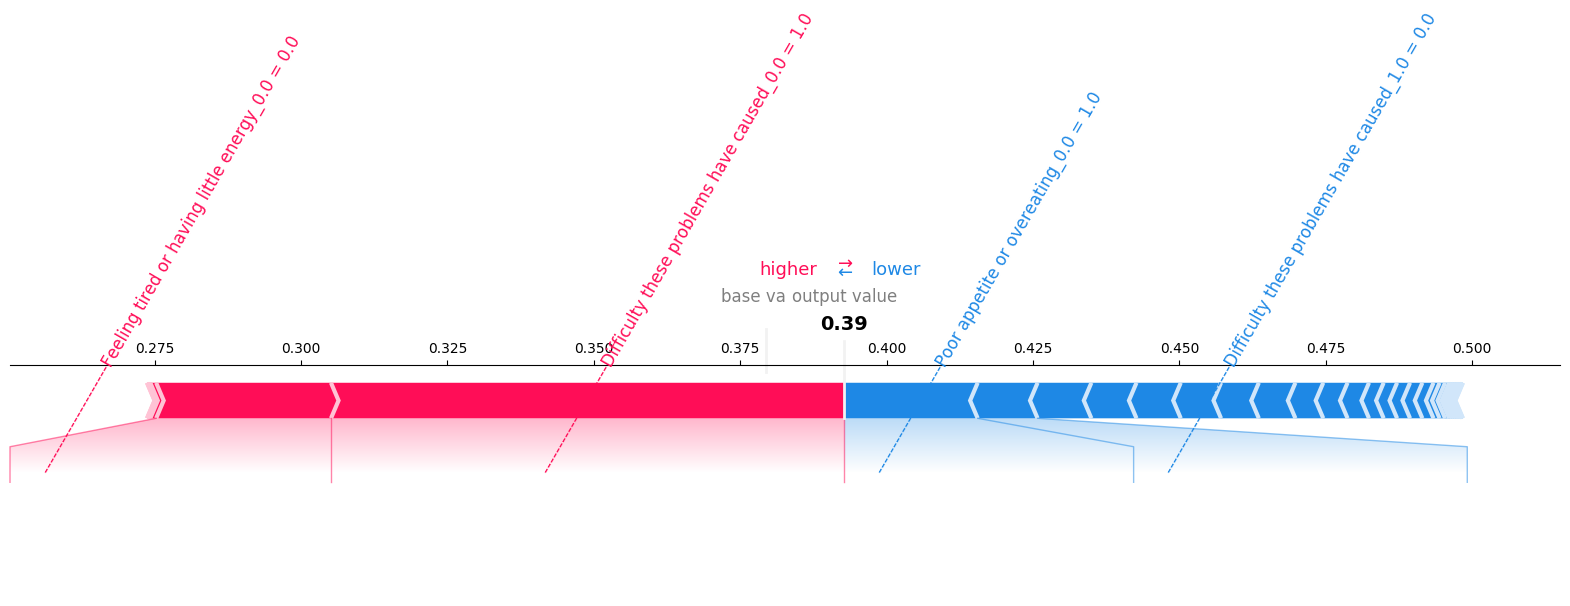 Feeling tired or having little energy_0.0 = 0.0
Difficulty these problems have caused_0.0 = 1.0
Poor appetite or overeating_0.0 = 1.0
Difficulty these problems have caused_1.0 = 0.0
higher ⇄ lower
base va output value
0.39
0.275 0.300 0.325 0.350 0.375 0.400 0.425 0.450 0.475 0.500